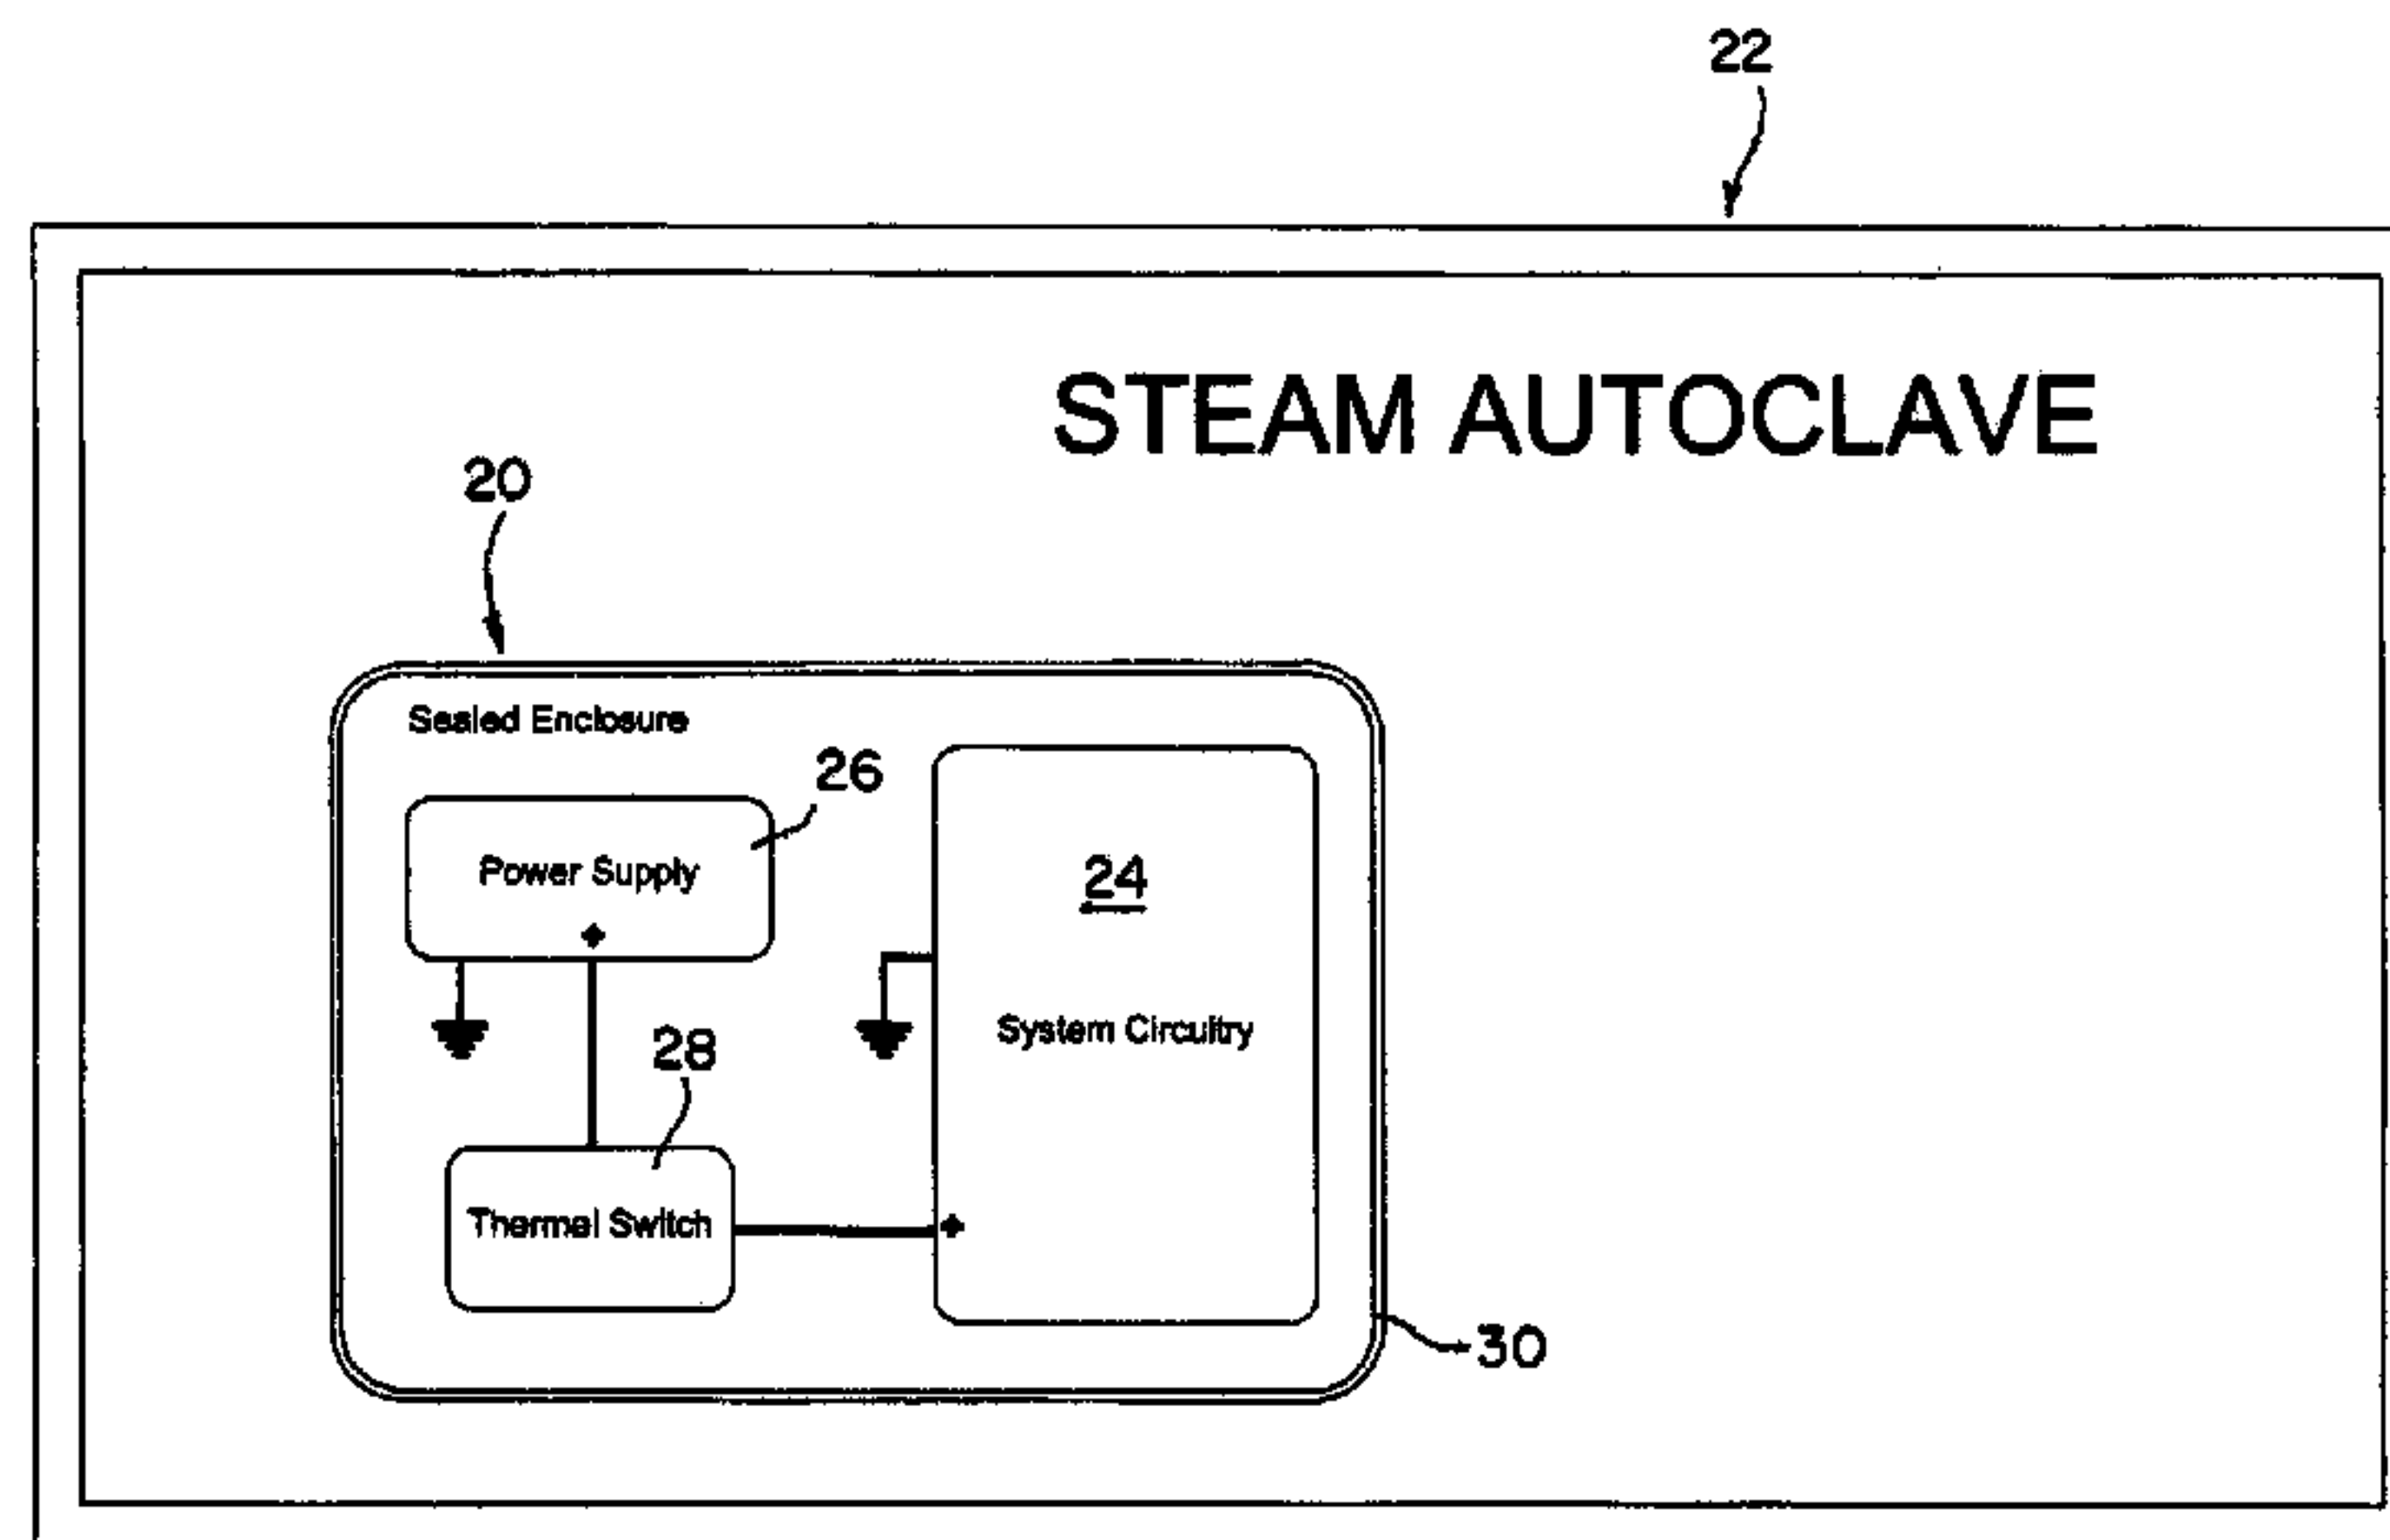 22
STEAM AUTOCLAVE
20
Sealed Enclosure
26
Power Supply
24
System Circuitry
28
Thermal Switch
30